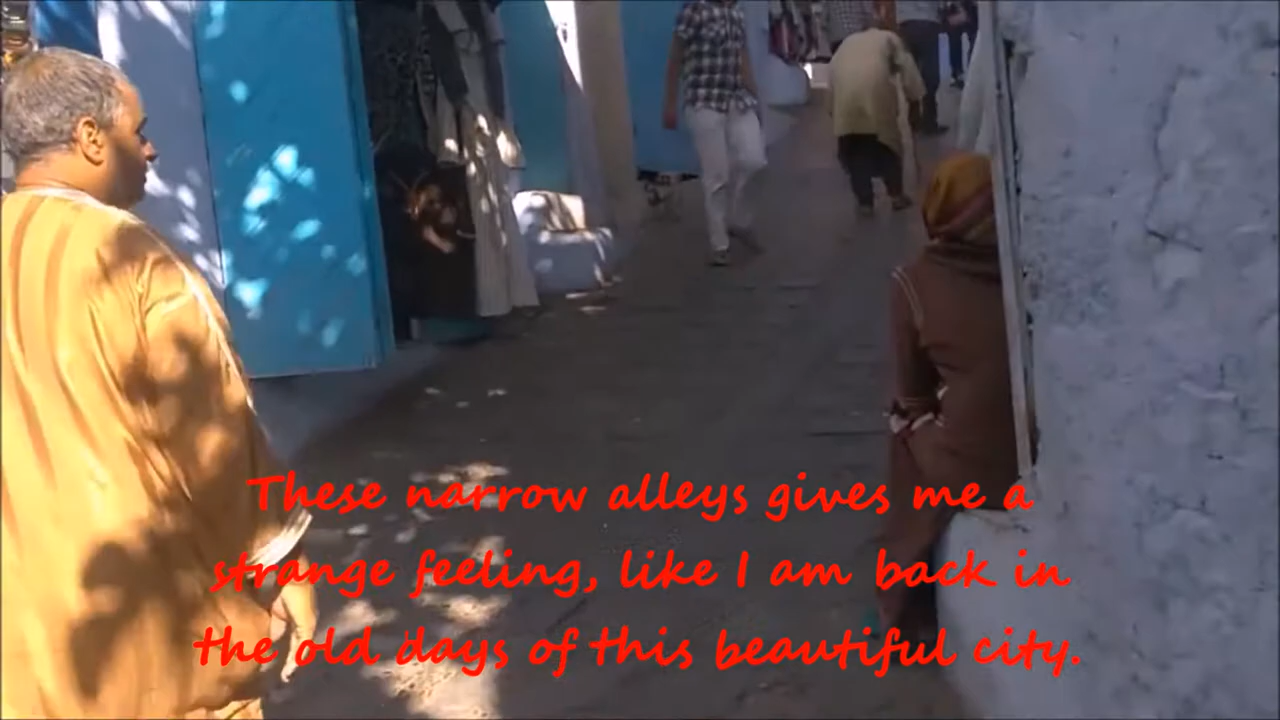 These narrow alleys gives me a
strange feeling, like I am back in
the old days of this beautiful city.